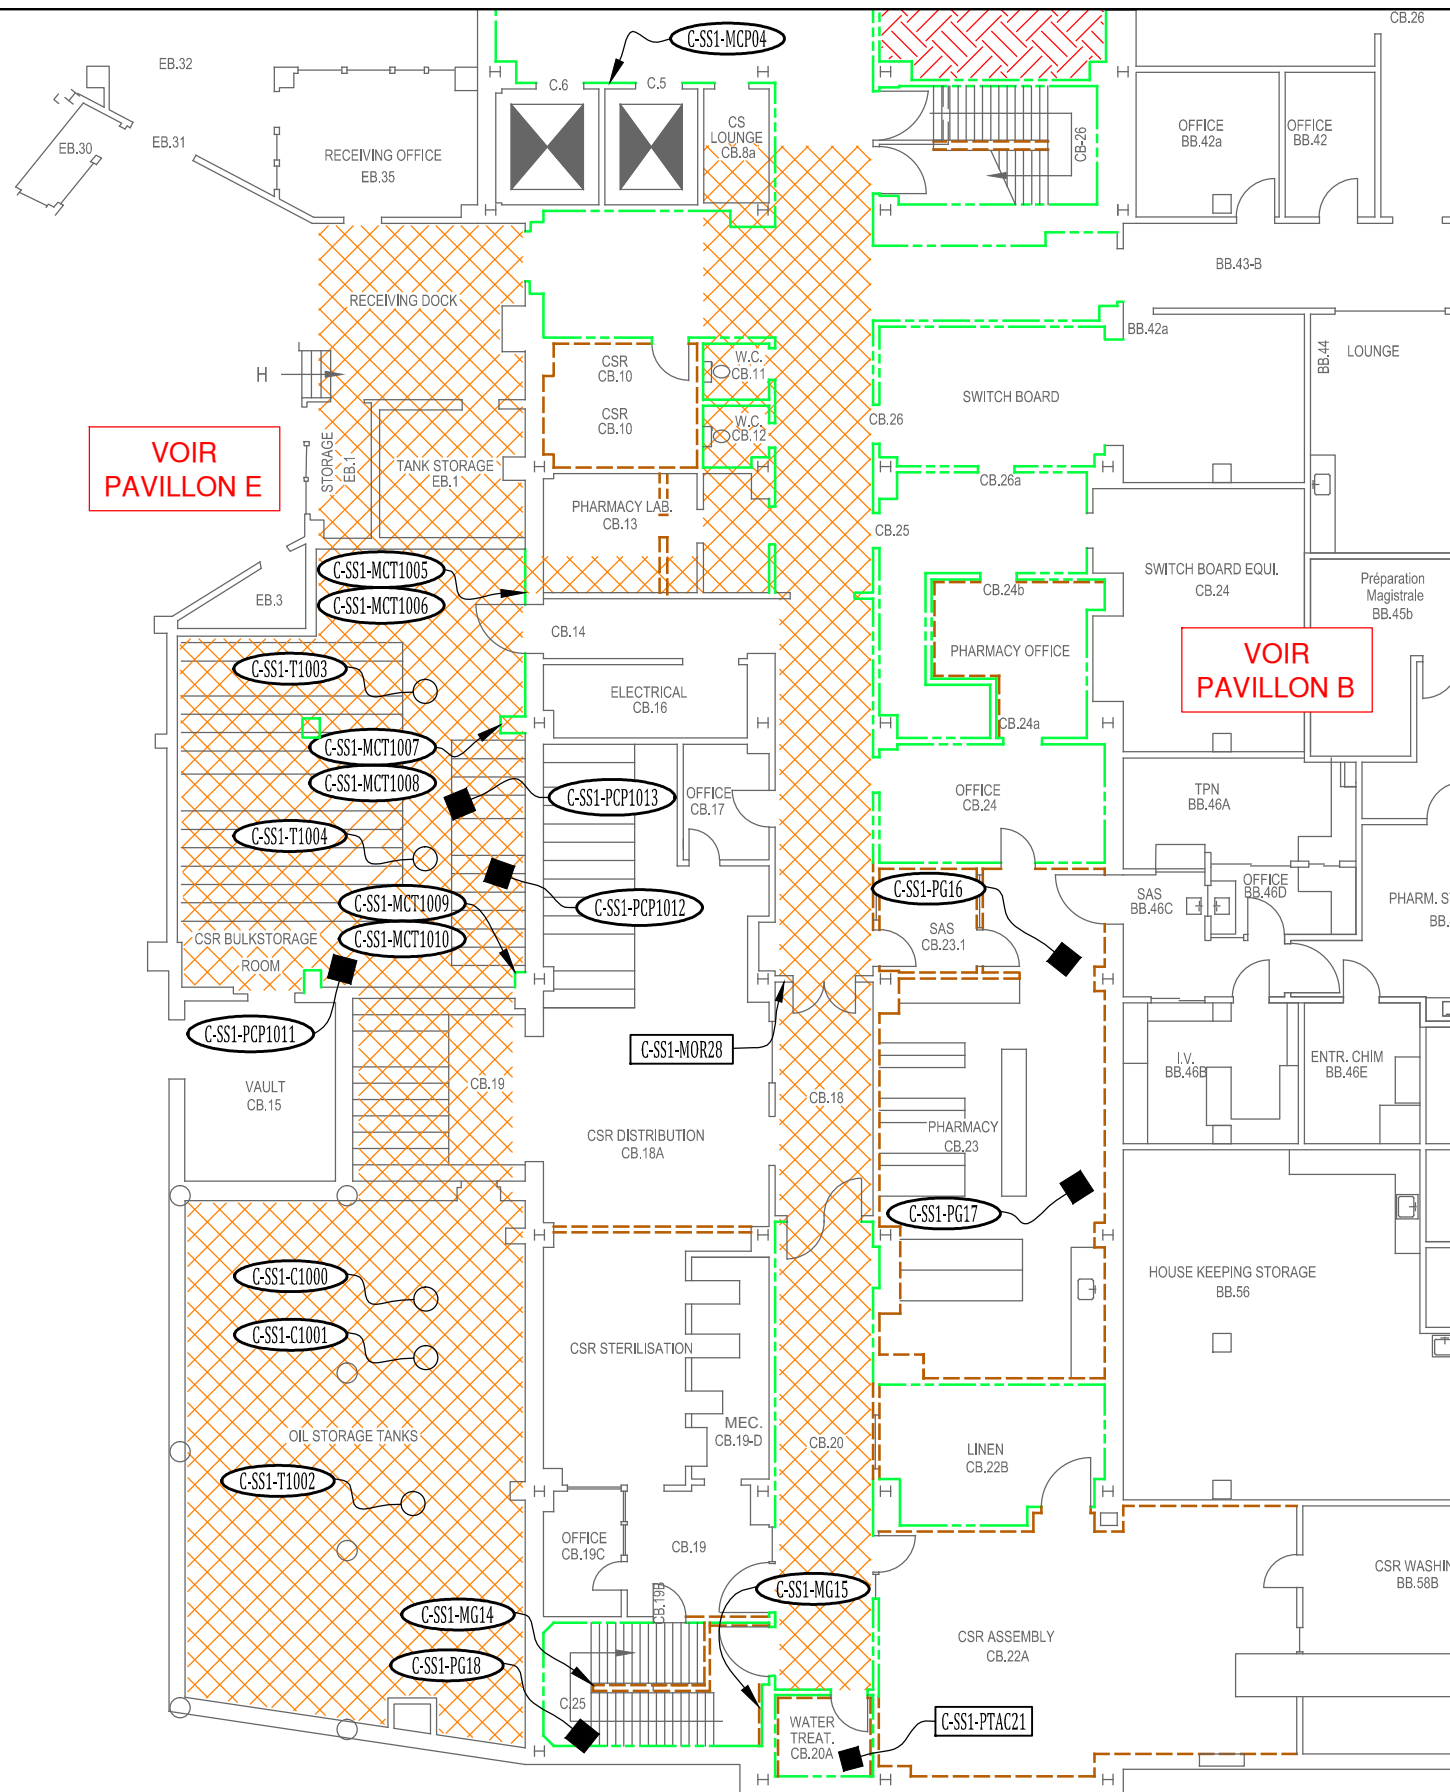 CB.26
C-SS1-MCP04
EB.32
C.6
C.5
EB.30
EB.31
RECEIVING OFFICE
EB.35
CS
LOUNGE
CB.8a
CB-26
OFFICE
BB.42a
OFFICE
BB.42
BB.43-B
RECEIVING DOCK
BB.42a
H
CSR
CB.10
W.C.
CB.11
BB.44
LOUNGE
SWITCH BOARD
CSR
CB.10
W.C.
CB.12
CB.26
VOIR
PAVILLON E
STORAGE
EB.1
TANK STORAGE
EB.1
CB.26a
PHARMACY LAB.
CB.13
CB.25
C-SS1-MCT1005
C-SS1-MCT1006
SWITCH BOARD EQUI.
CB.24
Préparation
Magistrale
BB.45b
EB.3
CB.24b
CB.14
PHARMACY OFFICE
VOIR
PAVILLON B
C-SS1-T1003
ELECTRICAL
CB.16
CB.24a
C-SS1-MCT1007
C-SS1-MCT1008
C-SS1-PCP1013
OFFICE
CB.17
OFFICE
CB.24
TPN
BB.46A
C-SS1-T1004
C-SS1-PG16
OFFICE
BB.46D
SAS
BB.46C
PHARM. S
BB.
C-SS1-MCT1009
C-SS1-PCP1012
C-SS1-MCT1010
CSR BULKSTORAGE
ROOM
SAS
CB.23.1
C-SS1-PCP1011
C-SS1-MOR28
I.V.
BB.46B
ENTR. CHIM
BB.46E
VAULT
CB.15
CB.19
CB.18
CSR DISTRIBUTION
CB.18A
PHARMACY
CB.23
C-SS1-PG17
C-SS1-C1000
HOUSE KEEPING STORAGE
BB.56
C-SS1-C1001
CSR STERILISATION
MEC.
CB.19-D
OIL STORAGE TANKS
CB.20
LINEN
CB.22B
C-SS1-T1002
OFFICE
CB.19C
CB.19
CSR WASHIN
BB.58B
CB.19B
C-SS1-MG15
C-SS1-MG14
CSR ASSEMBLY
CB.22A
C-SS1-PG18
C.25
WATER
TREAT.
CB.20A
C-SS1-PTAC21